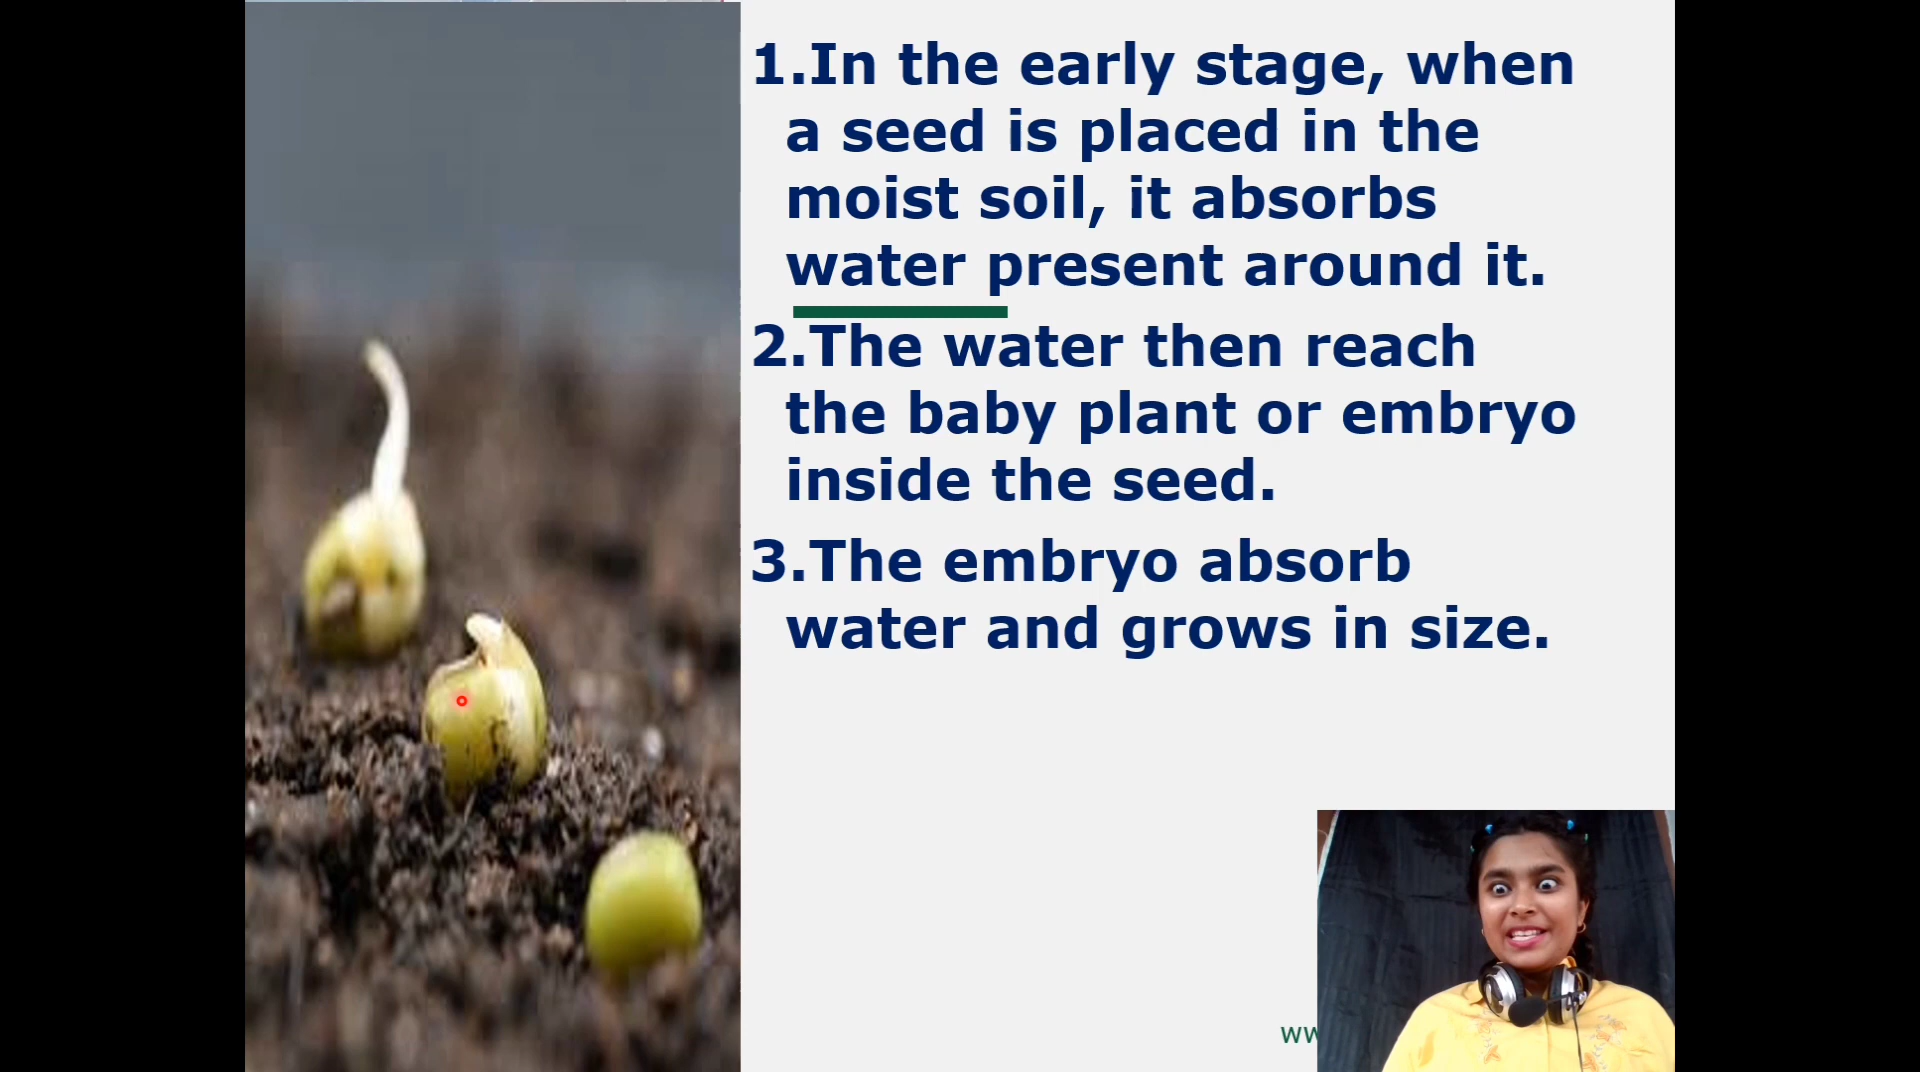 1.In the early stage, when
a seed is placed in the
moist soil, it absorbs
water present around it.
2.The water then reach
the baby plant or embryo
inside the seed.
3.The embryo absorb
water and grows in size.